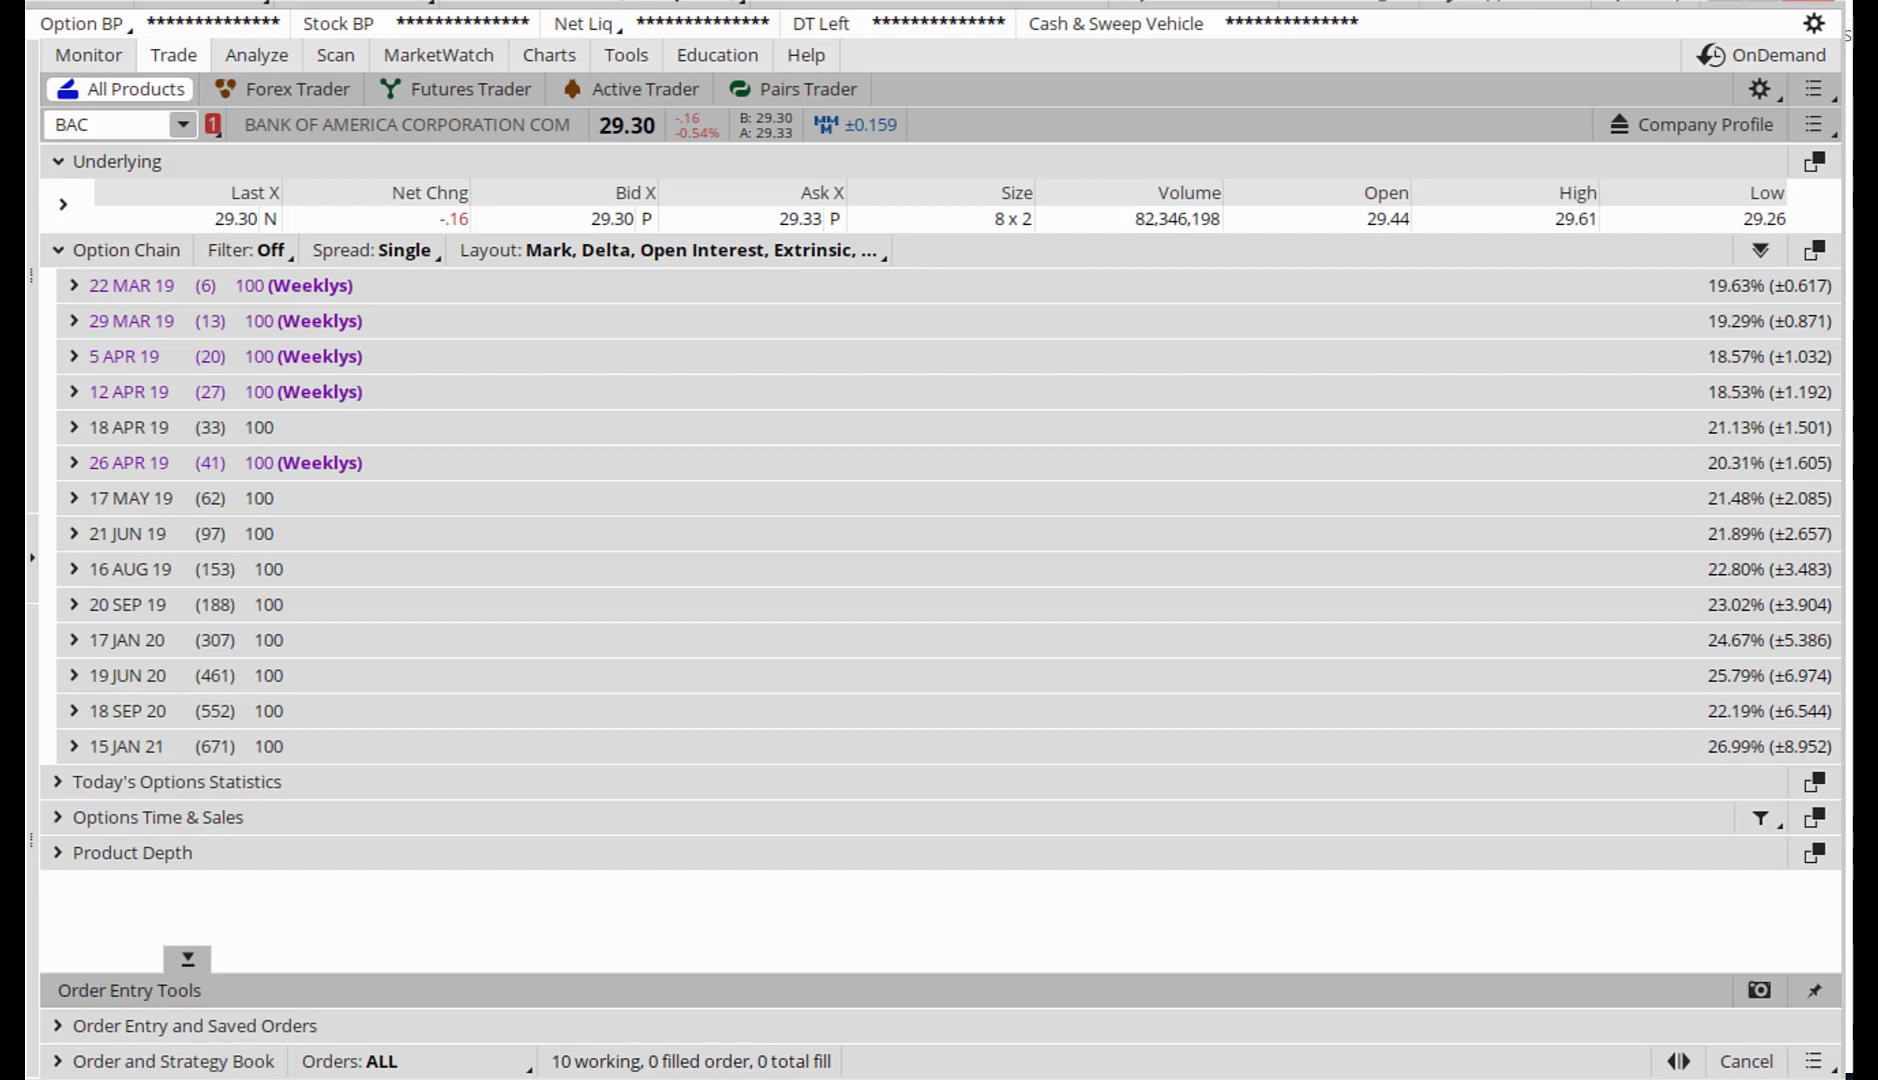 Option BP ************** Stock BP ************** Net Liq ************** DT Left ************** Cash & Sweep Vehicle **************
Monitor Trade Analyze Scan MarketWatch Charts Tools Education Help OnDemand
All Products Forex Trader Futures Trader Active Trader Pairs Trader
BAC 1 BANK OF AMERICA CORPORATION COM 29.30 -.16 -0.54% B: 29.30 A: 29.33 MMM ±0.159 Company Profile
Underlying
Last X Net Chng Bid X Ask X Size Volume Open High Low
29.30 N -.16 29.30 P 29.33 P 8 x 2 82,346,198 29.44 29.61 29.26
Option Chain Filter: Off Spread: Single Layout: Mark, Delta, Open Interest, Extrinsic, ...
22 MAR 19 (6) 100 (Weeklys) 19.63% (±0.617)
29 MAR 19 (13) 100 (Weeklys) 19.29% (±0.871)
5 APR 19 (20) 100 (Weeklys) 18.57% (±1.032)
12 APR 19 (27) 100 (Weeklys) 18.53% (±1.192)
18 APR 19 (33) 100 21.13% (±1.501)
26 APR 19 (41) 100 (Weeklys) 20.31% (±1.605)
17 MAY 19 (62) 100 21.48% (±2.085)
21 JUN 19 (97) 100 21.89% (±2.657)
16 AUG 19 (153) 100 22.80% (±3.483)
20 SEP 19 (188) 100 23.02% (±3.904)
17 JAN 20 (307) 100 24.67% (±5.386)
19 JUN 20 (461) 100 25.79% (±6.974)
18 SEP 20 (552) 100 22.19% (±6.544)
15 JAN 21 (671) 100 26.99% (±8.952)
Today's Options Statistics
Options Time & Sales
Product Depth
Order Entry Tools
Order Entry and Saved Orders
Order and Strategy Book Orders: ALL 10 working, 0 filled order, 0 total fill Cancel